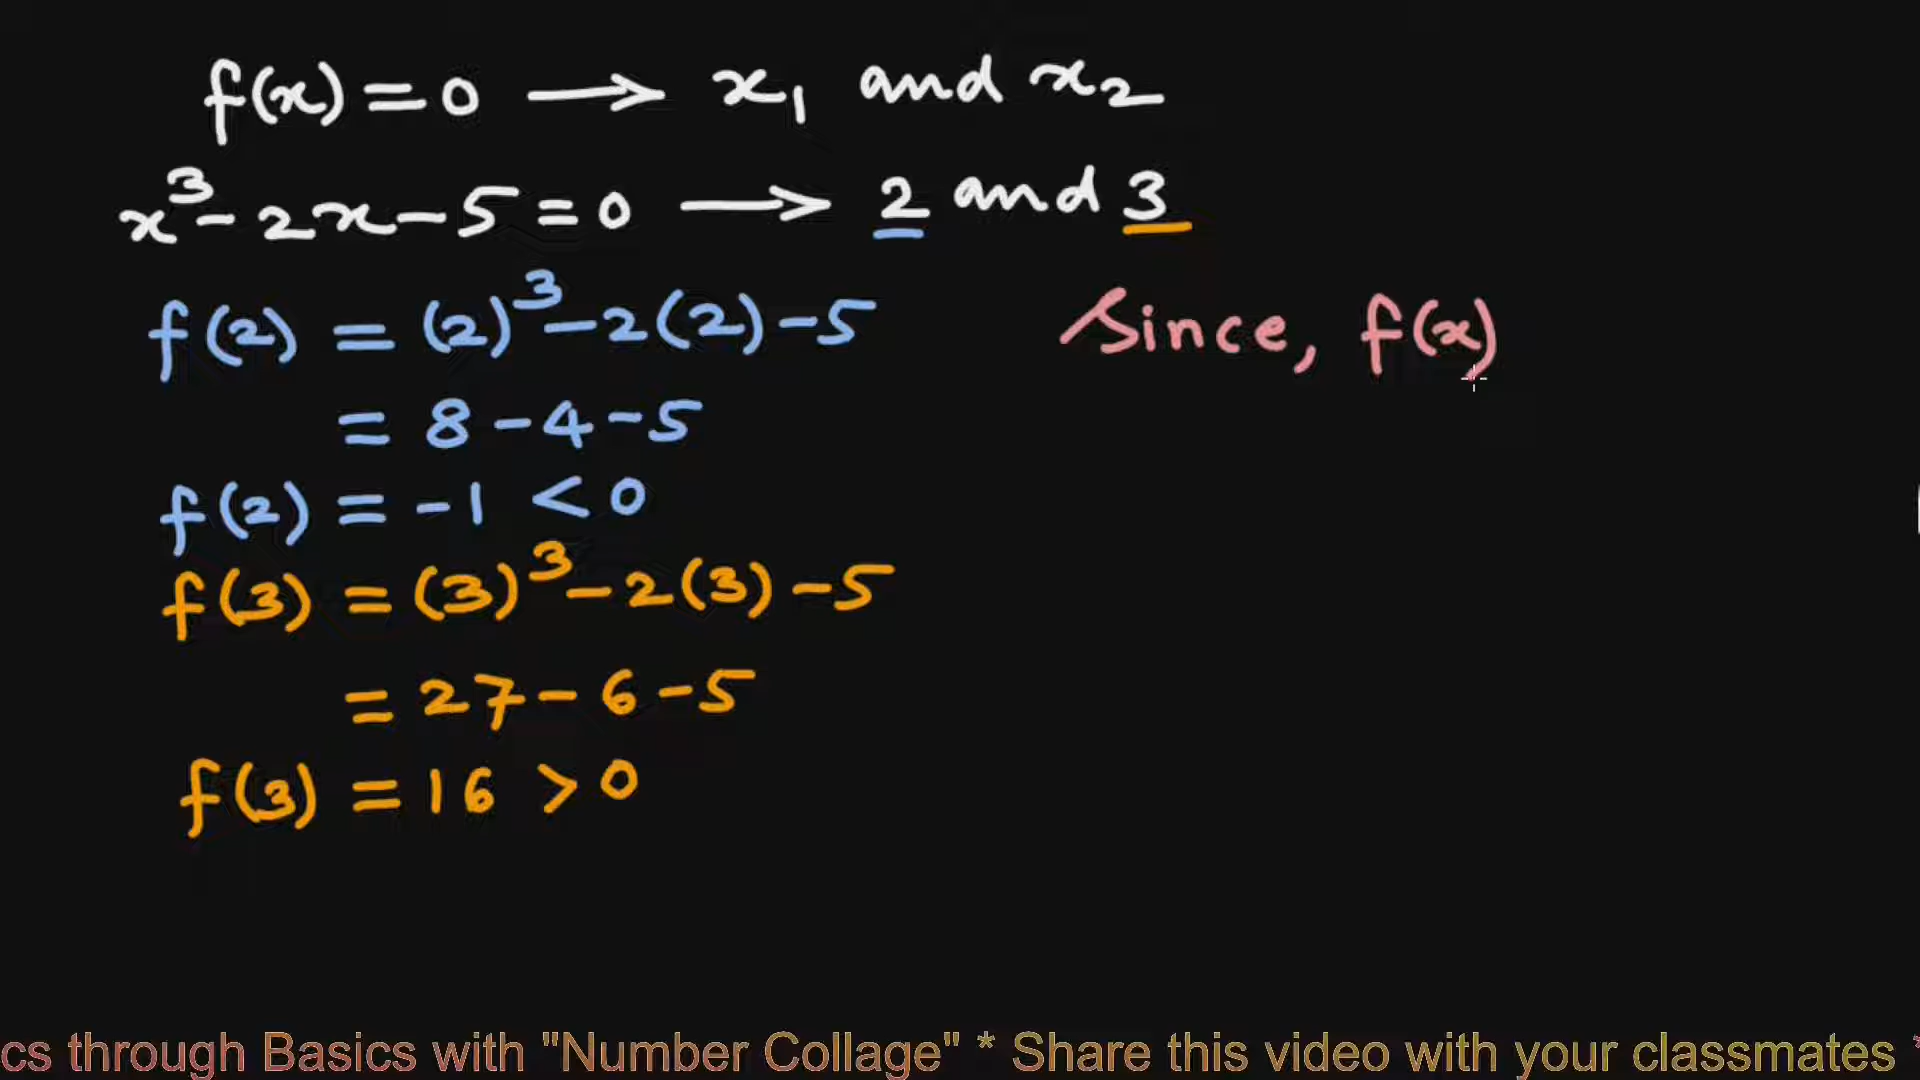 f(x) = 0 → x₁ and x₂
x³ - 2x - 5 = 0 → 2 and 3
f(2) = (2)³ - 2(2) - 5
= 8 - 4 - 5
f(2) = -1 < 0
f(3) = (3)³ - 2(3) - 5
= 27 - 6 - 5
f(3) = 16 > 0
Since, f(x)
cs through Basics with "Number Collage" * Share this video with your classmates *